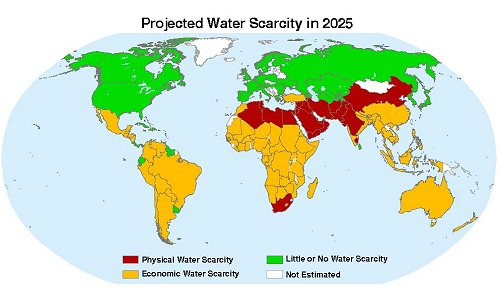 Projected Water Scarcity in 2025
Physical Water Scarcity
Little or No Water Scarcity
Economic Water Scarcity
Not Estimated